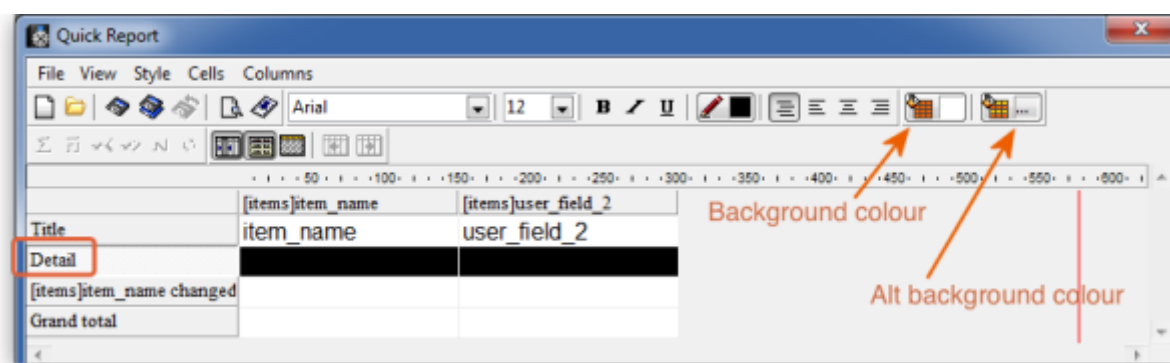 Quick Report
File View Style Cells Columns
Arial 12 B I U
50 100 150 200 250 300 350 400 450 500 550 600
[items]item_name [items]user_field_2
Background colour
Title item_name user_field_2
Detail
[items]item_name changed
Alt background colour
Grand total